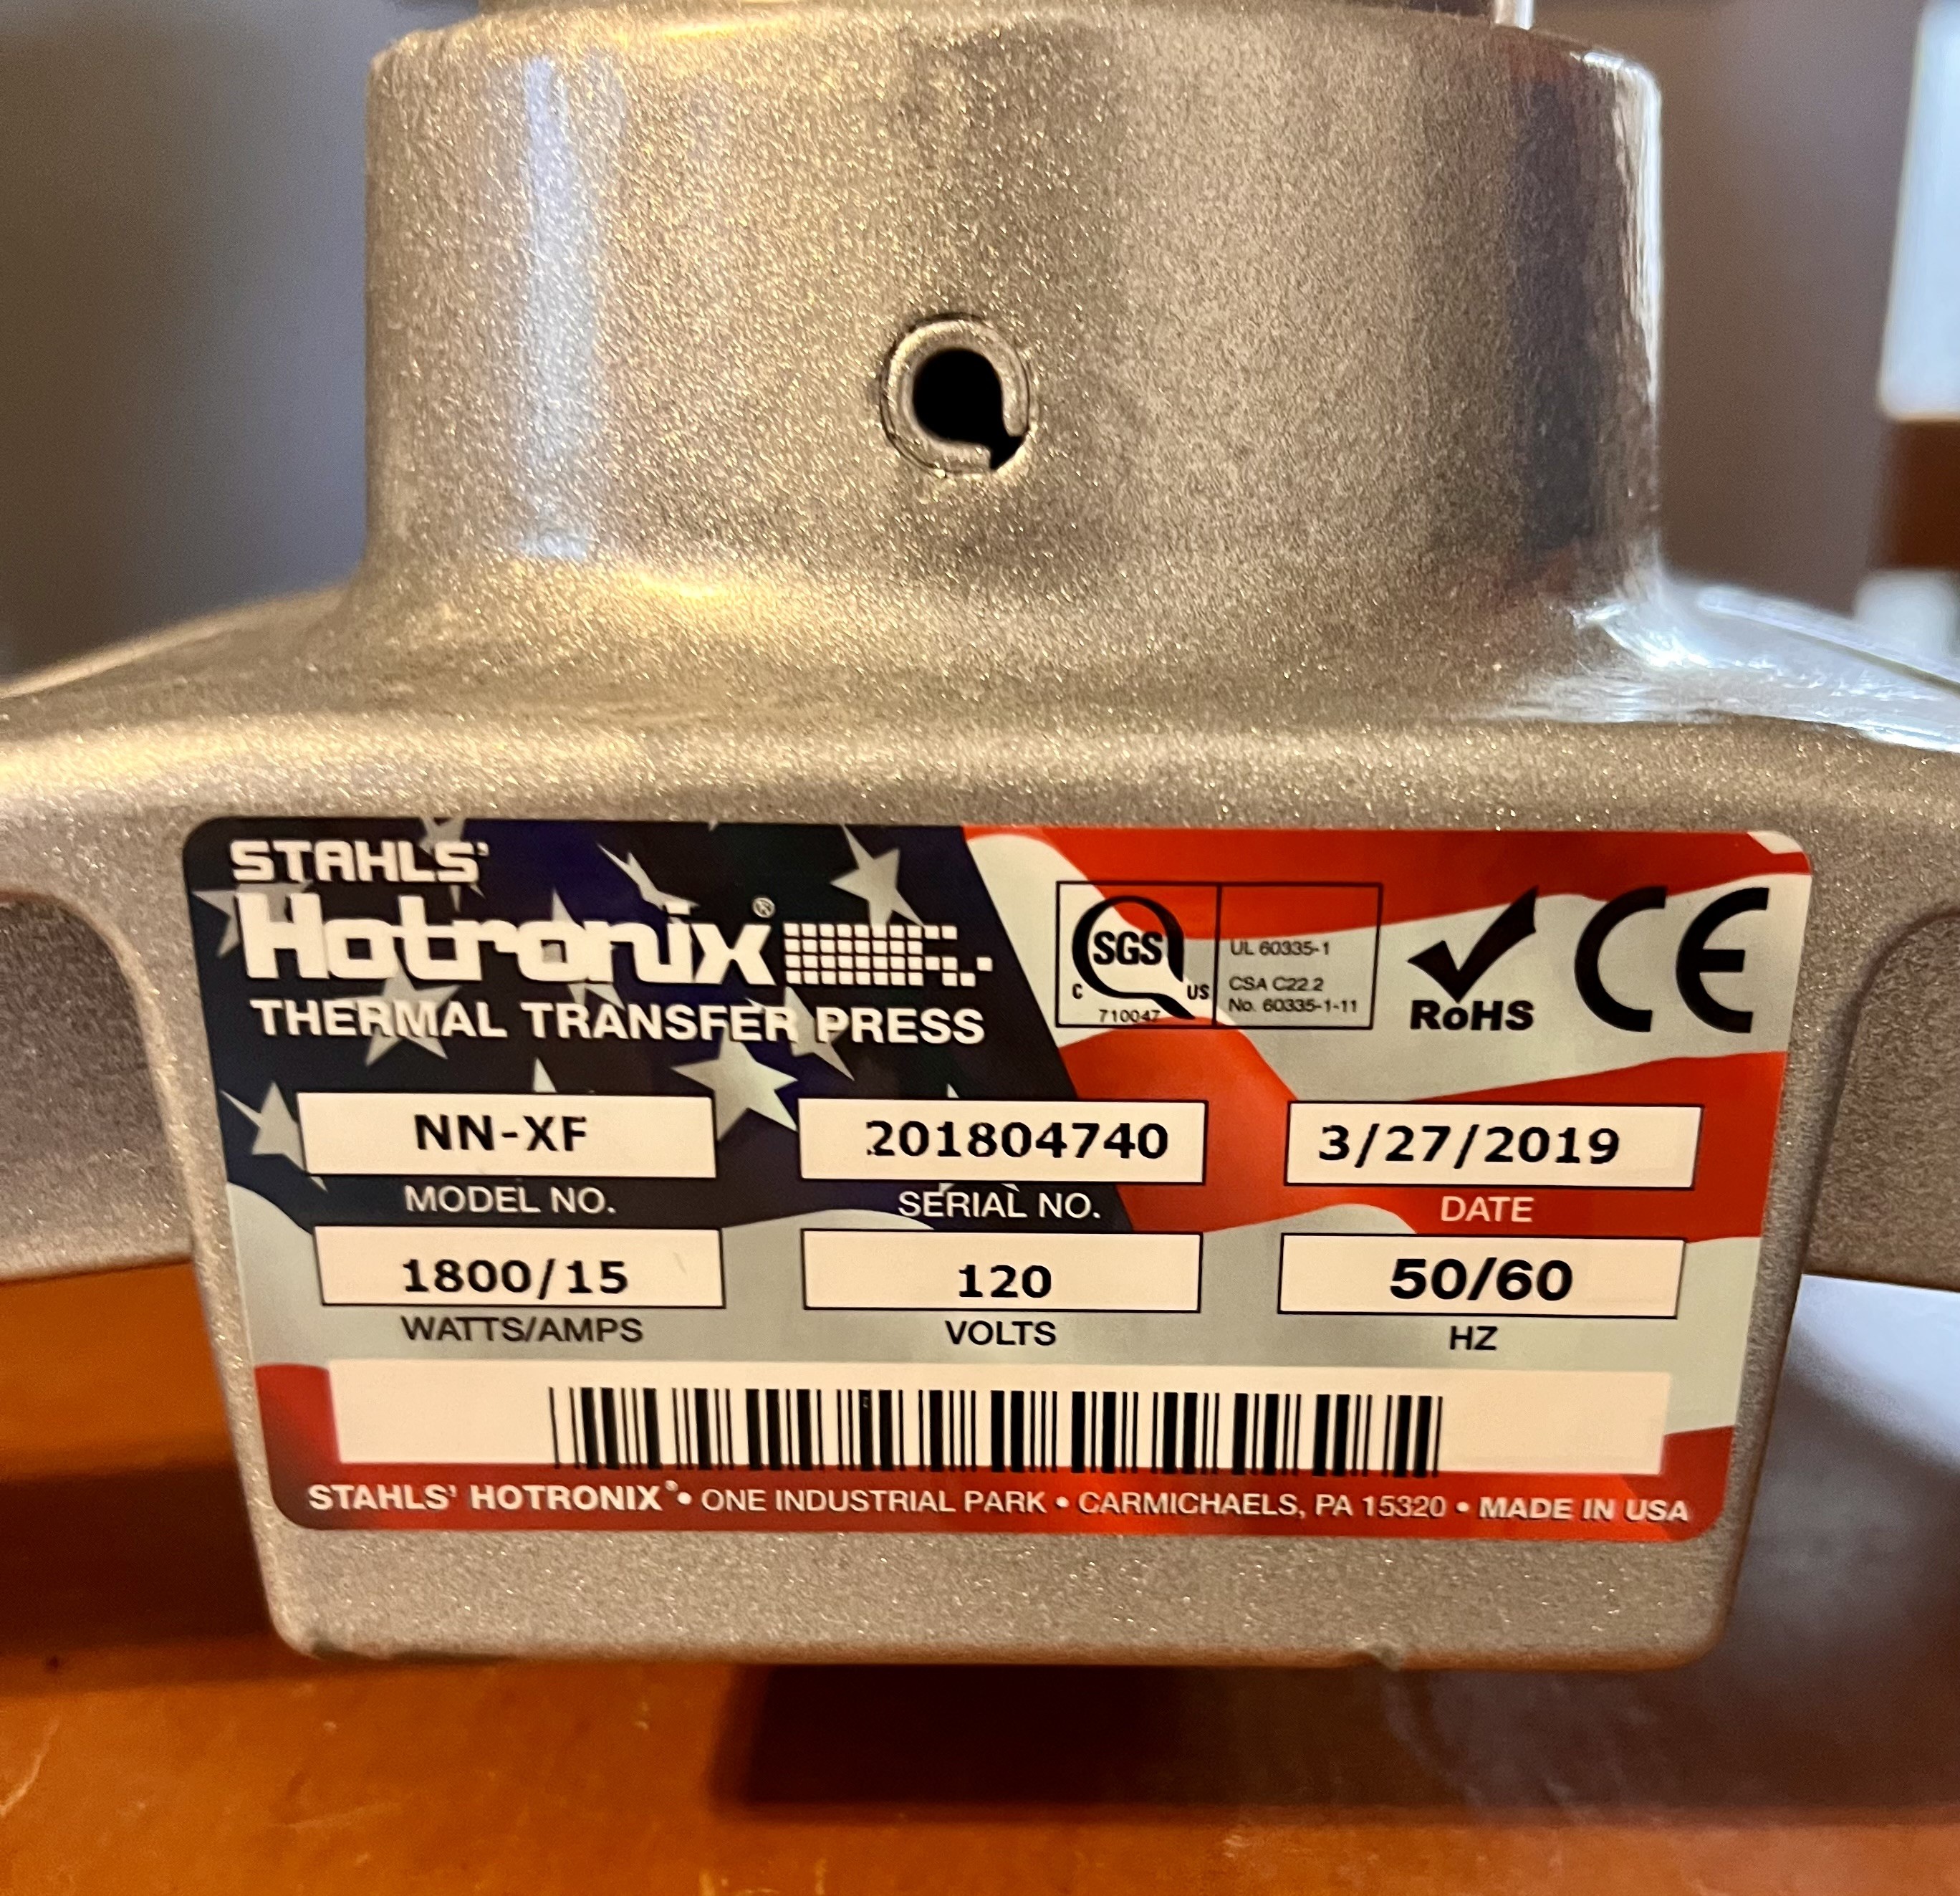 STAHLS'
Hotronix®
THERMAL TRANSFER PRESS
SGS
C US
710047
UL 60335-1
CSA C22.2
No. 60335-1-11
RoHS
CE
NN-XF
MODEL NO.
201804740
SERIAL NO.
3/27/2019
DATE
1800/15
WATTS/AMPS
120
VOLTS
50/60
HZ
STAHLS' HOTRONIX® • ONE INDUSTRIAL PARK • CARMICHAELS, PA 15320 • MADE IN USA